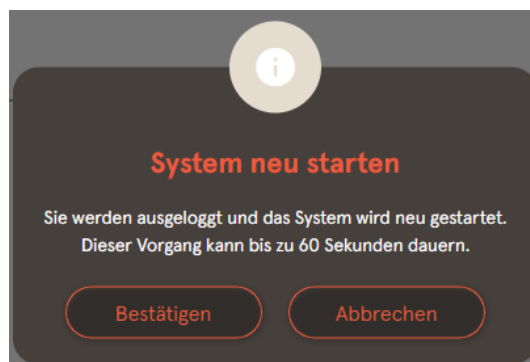 System neu starten
Sie werden ausgeloggt und das System wird neu gestartet.
Dieser Vorgang kann bis zu 60 Sekunden dauern.
Bestätigen
Abbrechen